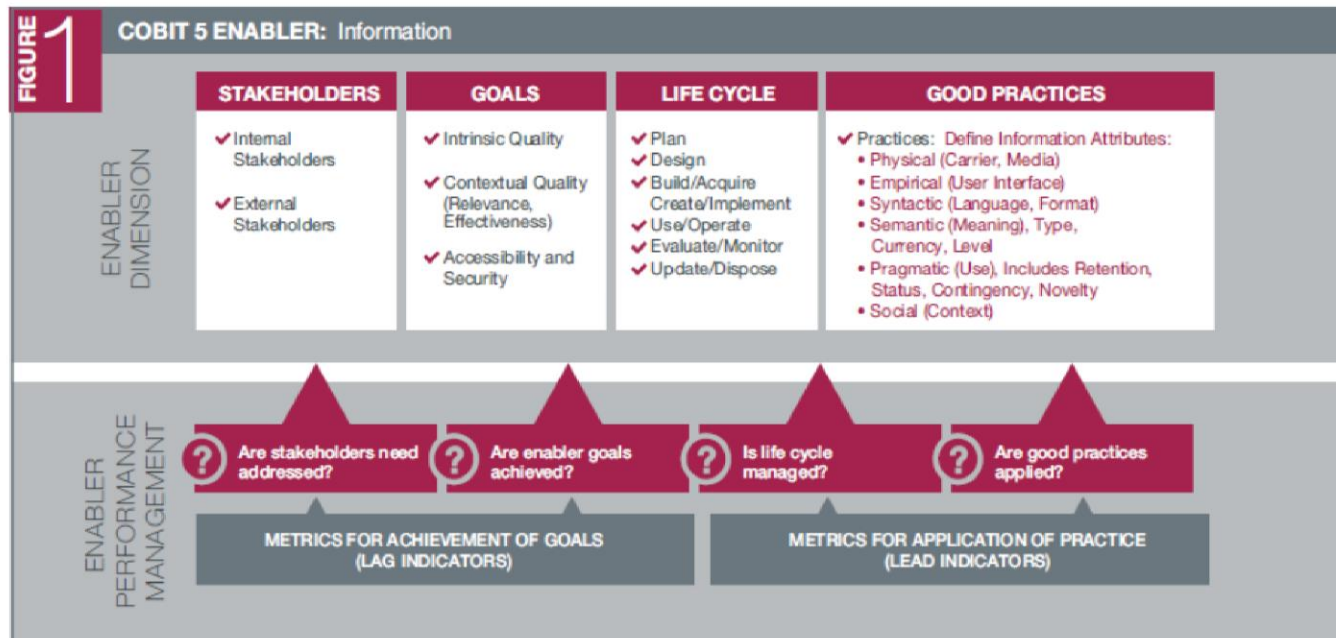 FIGURE 1
COBIT 5 ENABLER: Information
ENABLER
DIMENSION
STAKEHOLDERS
Internal
Stakeholders
External
Stakeholders
GOALS
Intrinsic Quality
Contextual Quality
(Relevance,
Effectiveness)
Accessibility and
Security
LIFE CYCLE
Plan
Design
Build/Acquire
Create/Implement
Use/Operate
Evaluate/Monitor
Update/Dispose
GOOD PRACTICES
Practices: Define Information Attributes:
• Physical (Carrier, Media)
• Empirical (User Interface)
• Syntactic (Language, Format)
• Semantic (Meaning), Type,
Currency, Level
• Pragmatic (Use), Includes Retention,
Status, Contingency, Novelty
• Social (Context)
ENABLER
PERFORMANCE
MANAGEMENT
? Are stakeholders need
addressed?
? Are enabler goals
achieved?
? Is life cycle
managed?
? Are good practices
applied?
METRICS FOR ACHIEVEMENT OF GOALS
(LAG INDICATORS)
METRICS FOR APPLICATION OF PRACTICE
(LEAD INDICATORS)